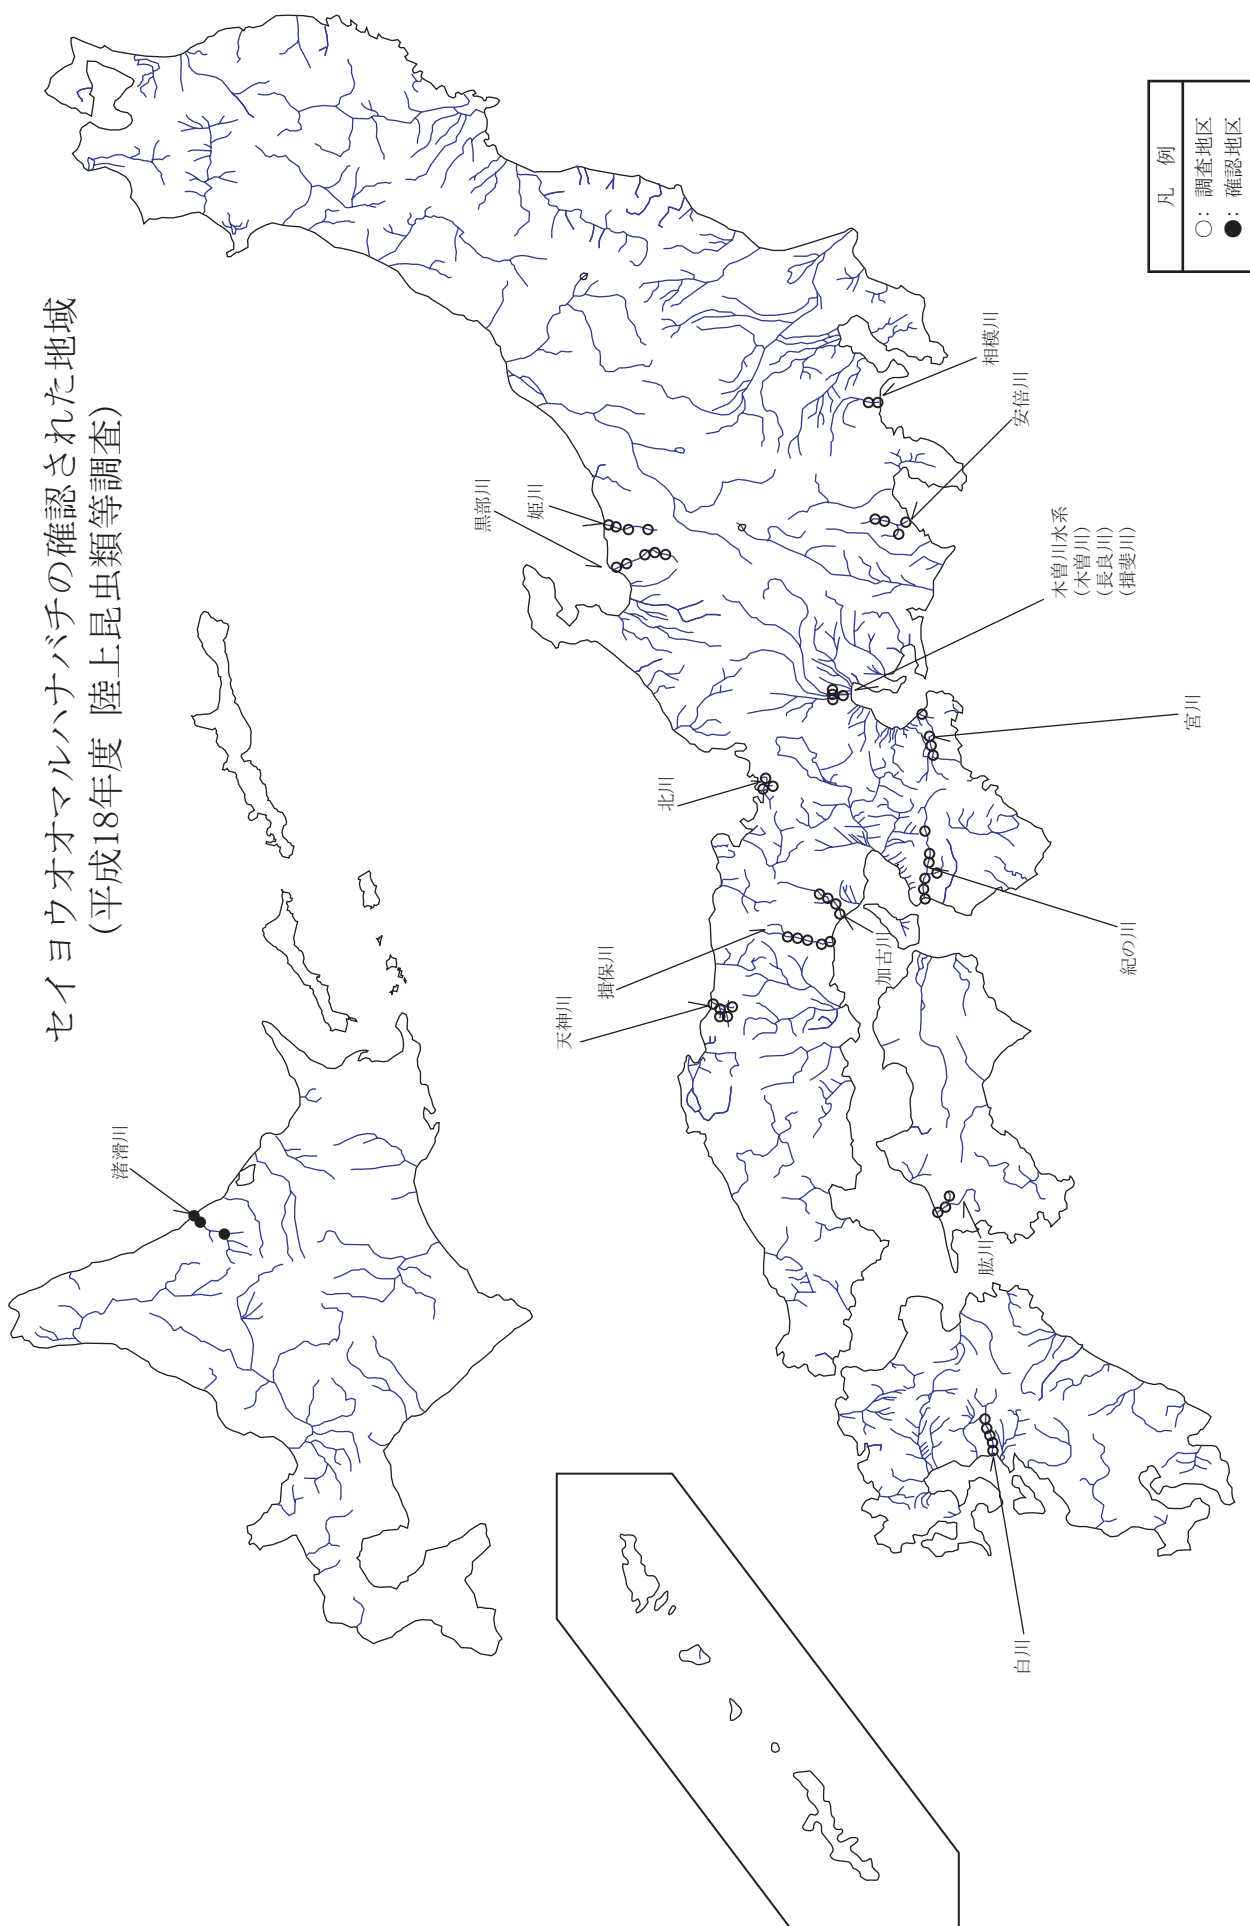 セイヨウオオマルハナバチの確認された地域
(平成18年度 陸上昆虫類等調査)
渚滑川
黒部川
姫川
相模川
安倍川
木曽川水系
(木曽川)
(長良川)
(揖斐川)
宮川
北川
紀の川
加古川
揖保川
天神川
肱川
白川
凡 例
○: 調査地区
●: 確認地区